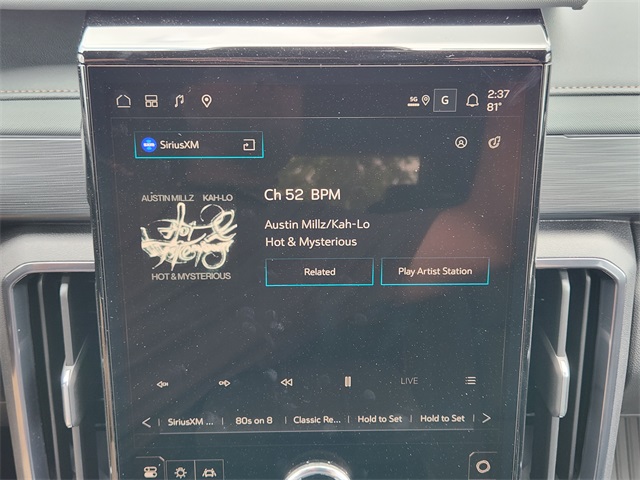 5G G 2:37
81°
SiriusXM
Ch 52 BPM
AUSTIN MILLZ KAH-LO
Austin Millz/Kah-Lo
Hot & Mysterious
HOT & MYSTERIOUS
Related Play Artist Station
LIVE
SiriusXM ... 80s on 8 Classic Re... Hold to Set Hold to Set